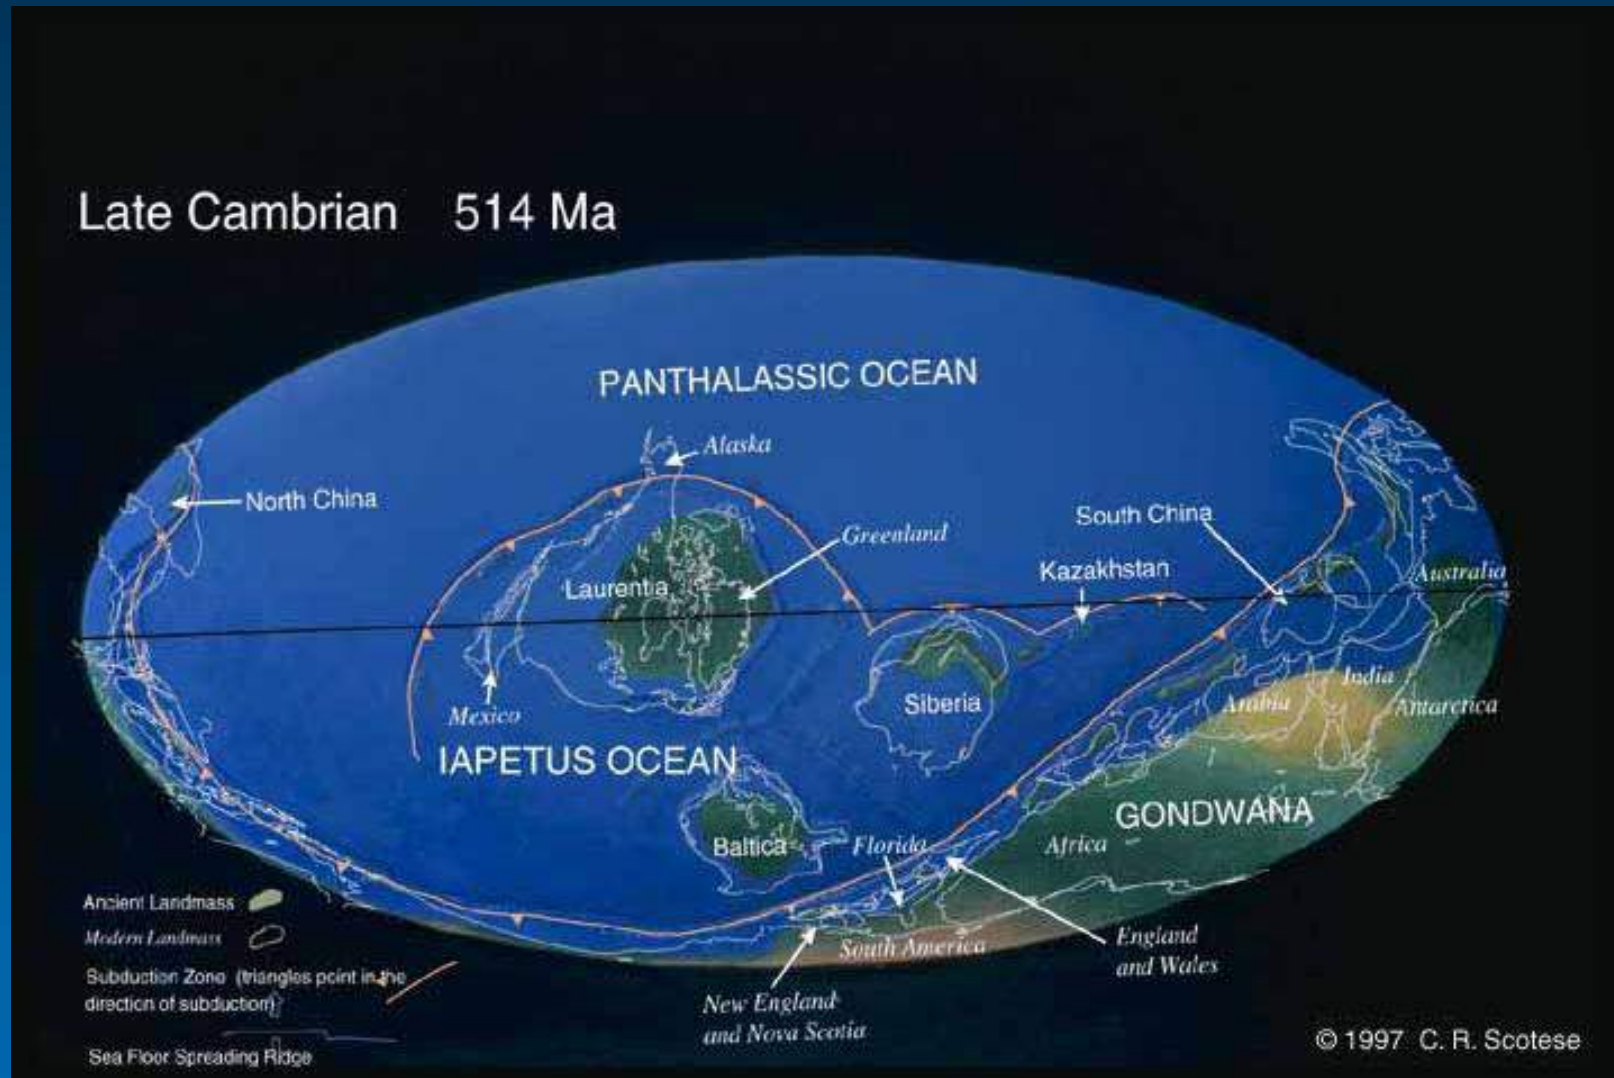 Late Cambrian 514 Ma
PANTHALASSIC OCEAN
Alaska
North China
South China
Greenland
Kazakhstan
Australia
Laurentia
India
Siberia
Arabia
Antarctica
Mexico
IAPETUS OCEAN
GONDWANA
Baltica
Florida
Africa
Ancient Landmass
Modern Landmass
South America
England
and Wales
Subduction Zone (triangles point in the
direction of subduction)
New England
and Nova Scotia
Sea Floor Spreading Ridge
© 1997 C. R. Scotese